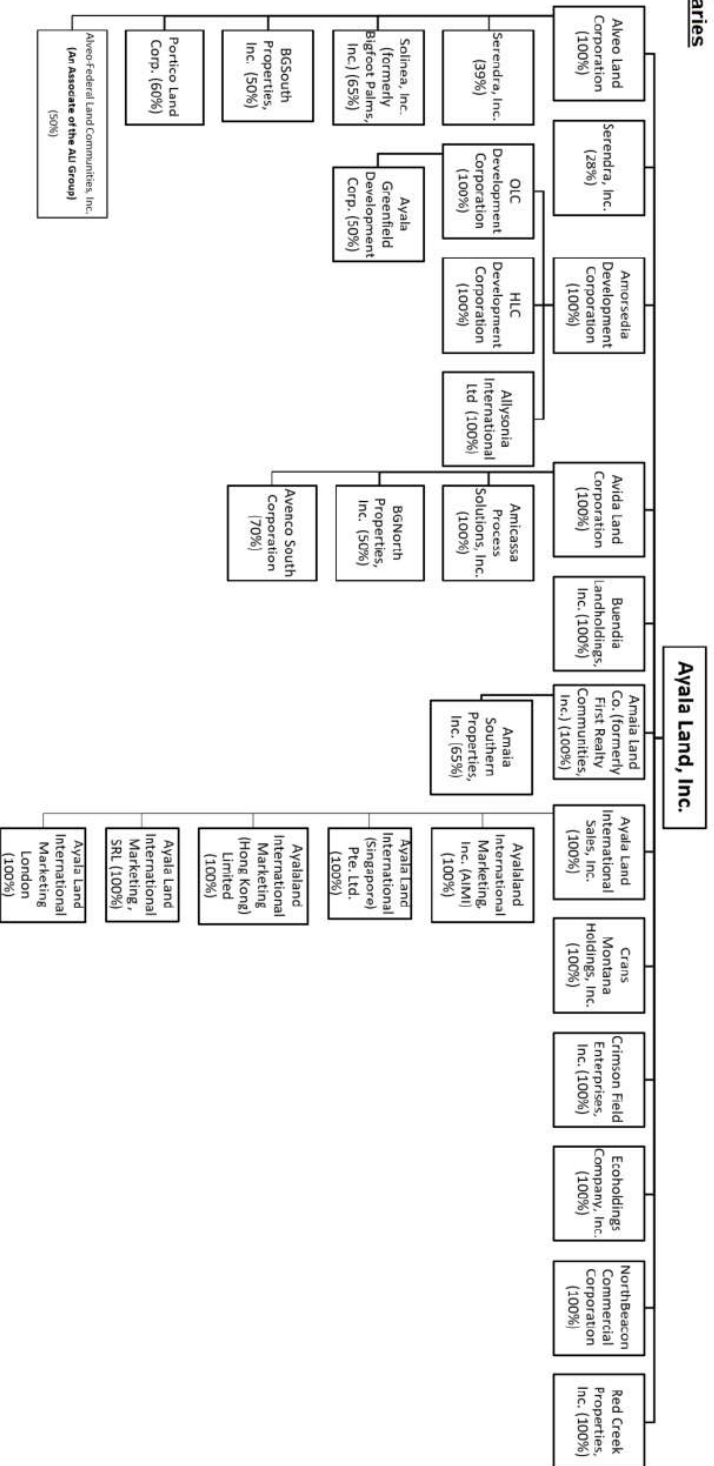 aries
Ayala Land, Inc.
Alveo Land
Corporation
(100%)
Serendra, Inc.
(28%)
Amorsedia
Development
Corporation
(100%)
Avida Land
Corporation
(100%)
Buendia
Landholdings,
Inc. (100%)
Amaia Land
Co. (formerly
First Realty
Communities,
Inc.) (100%)
Ayala Land
International
Sales, Inc.
(100%)
Crans
Montana
Holdings, Inc.
(100%)
Crimson Field
Enterprises,
Inc. (100%)
Ecoholdings
Company, Inc.
(100%)
NorthBeacon
Commercial
Corporation
(100%)
Red Creek
Properties,
Inc. (100%)
Serendra, Inc.
(39%)
Solinea, Inc.
(formerly
Bigfoot Palms,
Inc.) (65%)
BGSouth
Properties,
Inc. (50%)
Portico Land
Corp. (60%)
Alveo-Federal Land Communities, Inc.
(An Associate of the ALI Group)
(50%)
OLC
Development
Corporation
(100%)
HLC
Development
Corporation
(100%)
Allysonia
International
Ltd (100%)
Ayala
Greenfield
Development
Corp. (50%)
Amicassa
Process
Solutions, Inc.
(100%)
BGNorth
Properties,
Inc. (50%)
Avenco South
Corporation
(70%)
Amaia
Southern
Properties,
Inc. (65%)
Ayalaland
International
Marketing,
Inc. (AIMI)
(100%)
Ayala Land
International
(Singapore)
Pte. Ltd.
(100%)
Ayalaland
International
Marketing
(Hong Kong)
Limited
(100%)
Ayala Land
International
Marketing,
SRL (100%)
Ayala Land
International
Marketing
London
(100%)